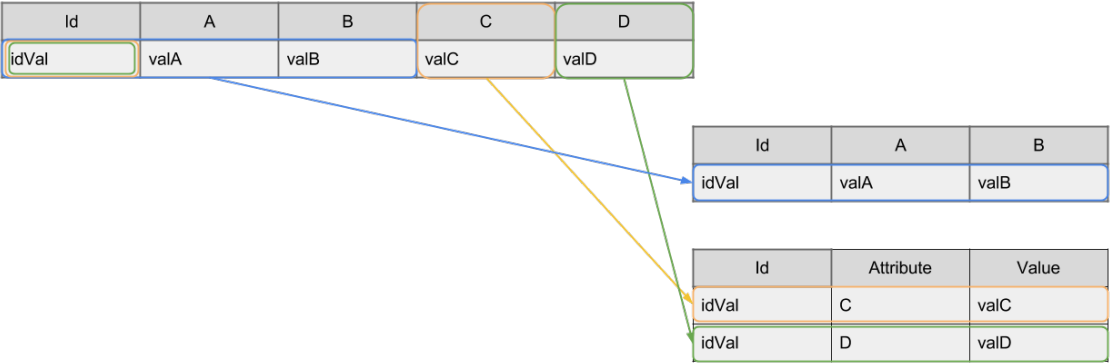 Id A B C D
idVal valA valB valC valD
Id A B
idVal valA valB
Id Attribute Value
idVal C valC
idVal D valD